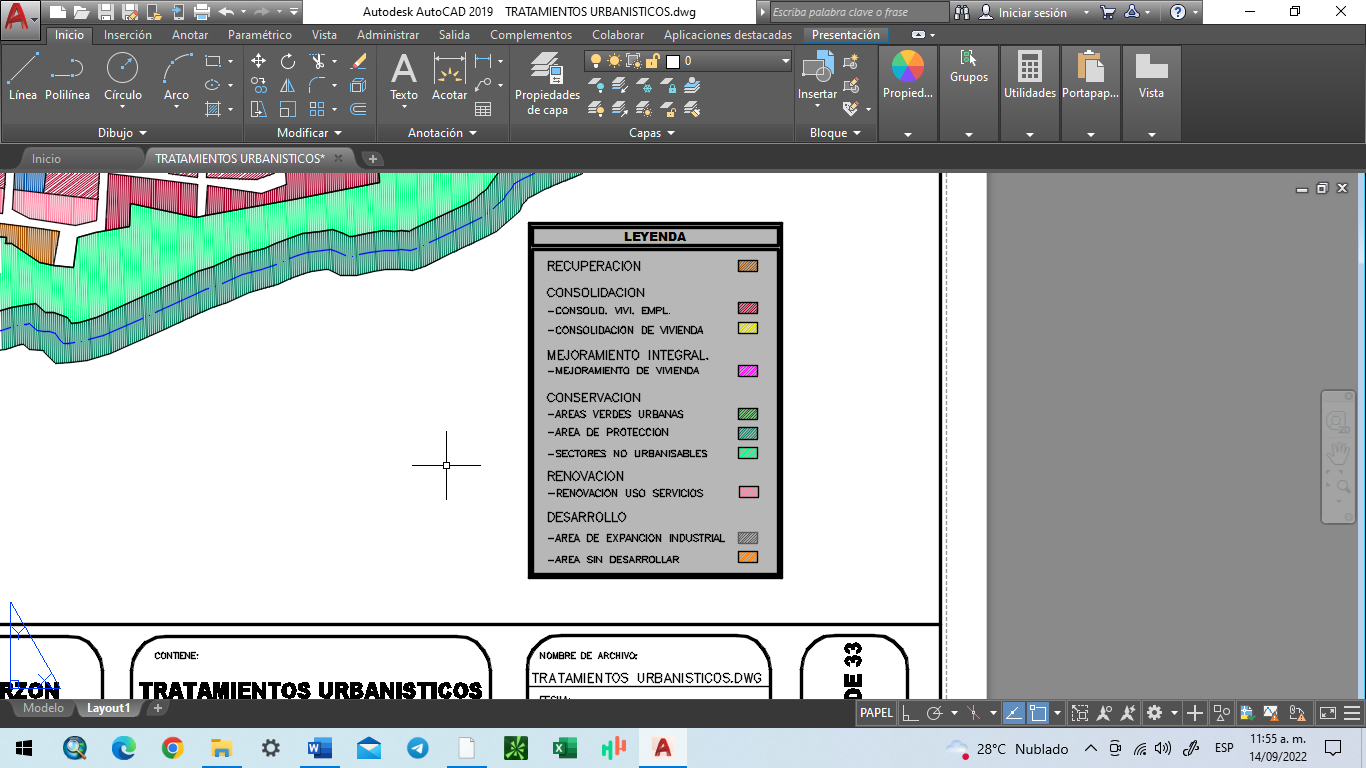 Autodesk AutoCAD 2019 TRATAMIENTOS URBANISTICOS.dwg
Escriba palabra clave o frase
Iniciar sesión
Inicio Inserción Anotar Paramétrico Vista Administrar Salida Complementos Colaborar Aplicaciones destacadas Presentación
0
Línea Polilínea Círculo Arco
Texto Acotar
Propiedades de capa
Insertar
Propied... Grupos Utilidades Portapap... Vista
Dibujo Modificar Anotación Capas Bloque
Inicio TRATAMIENTOS URBANISTICOS*
LEYENDA
RECUPERACION
CONSOLIDACION
-CONSOLID. VIVI. EMPL.
-CONSOLIDACION DE VIVIENDA
MEJORAMIENTO INTEGRAL.
-MEJORAMIENTO DE VIVIENDA
CONSERVACION
-AREAS VERDES URBANAS
-AREA DE PROTECCION
-SECTORES NO URBANISABLES
RENOVACION
-RENOVACION USO SERVICIOS
DESARROLLO
-AREA DE EXPANCION INDUSTRIAL
-AREA SIN DESARROLLAR
RZON
CONTIENE:
TRATAMIENTOS URBANISTICOS
NOMBRE DE ARCHIVO:
TRATAMIENTOS URBANISTICOS.DWG
DE 33
Modelo Layout1
PAPEL
28°C Nublado
ESP
11:55 a. m.
14/09/2022